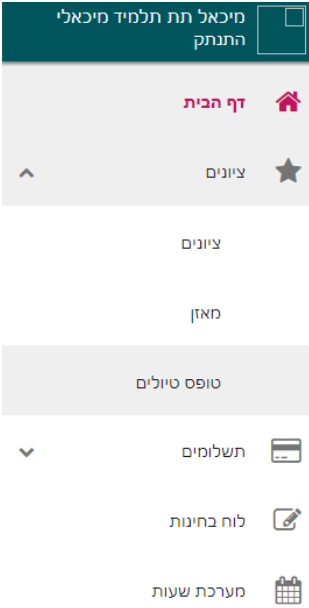 מיכאל תת תלמיד מיכאלי
התנתק
דף הבית
ציונים
ציונים
מאזן
טופס טיולים
תשלומים
לוח בחינות
מערכת שעות